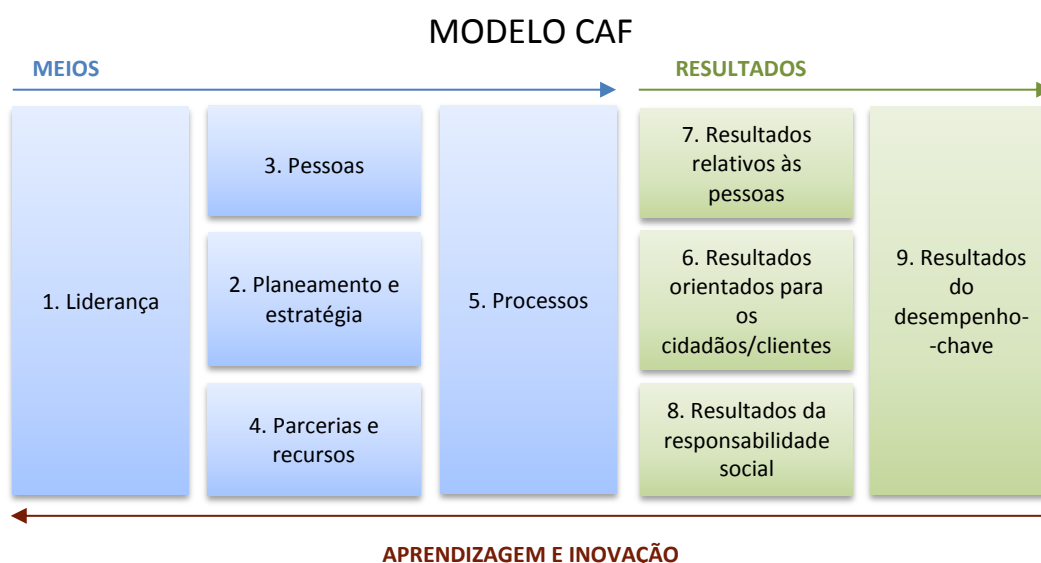 MODELO CAF
MEIOS
RESULTADOS
1. Liderança
3. Pessoas
2. Planeamento e
estratégia
4. Parcerias e
recursos
5. Processos
7. Resultados
relativos às
pessoas
6. Resultados
orientados para
os
cidadãos/clientes
8. Resultados da
responsabilidade
social
9. Resultados
do
desempenho-
-chave
APRENDIZAGEM E INOVAÇÃO